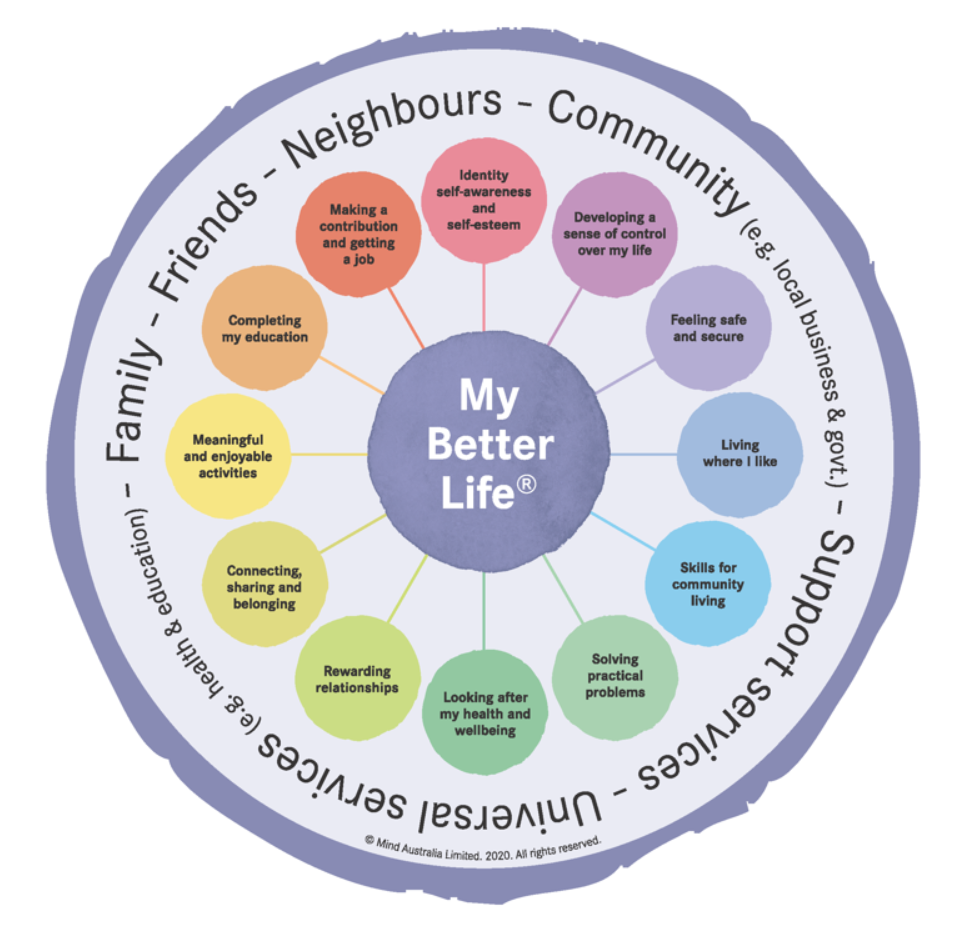 Family - Friends - Neighbours - Community (e.g. local business & govt.) - Support services - Universal services (e.g. health & education) -
Identity
self-awareness
and
self-esteem
Developing a
sense of control
over my life
Feeling safe
and secure
Living
where I like
Skills for
community
living
Solving
practical
problems
Looking after
my health and
wellbeing
Rewarding
relationships
Connecting,
sharing and
belonging
Meaningful
and enjoyable
activities
Completing
my education
Making a
contribution
and getting
a job
My
Better
Life®
© Mind Australia Limited. 2020. All rights reserved.